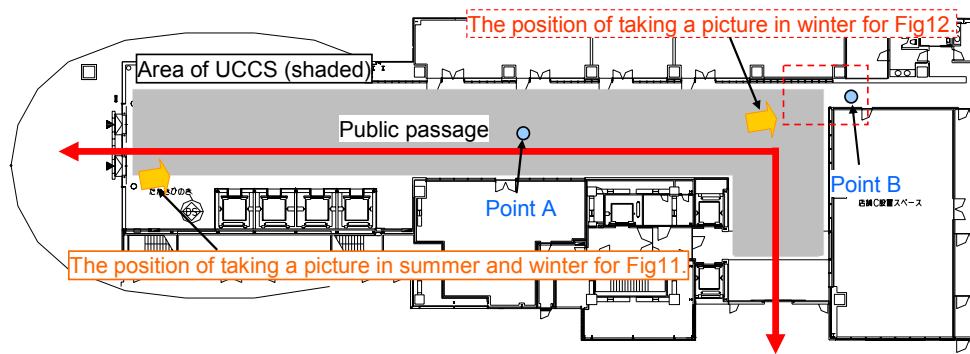 The position of taking a picture in winter for Fig12.
Area of UCCS (shaded)
Public passage
Point A
Point B
店舗C設置スペース
The position of taking a picture in summer and winter for Fig11.